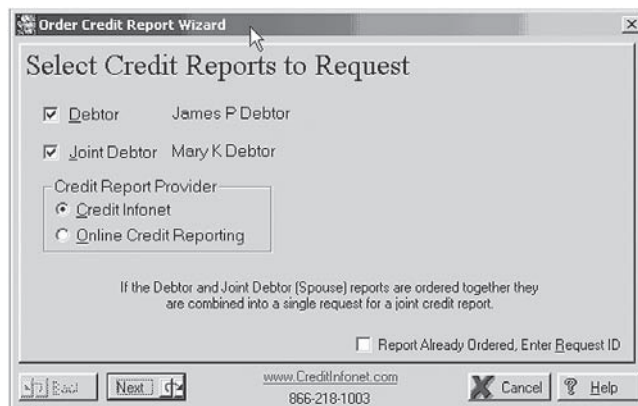 Order Credit Report Wizard
Select Credit Reports to Request
Debtor James P Debtor
Joint Debtor Mary K Debtor
Credit Report Provider
Credit Infonet
Online Credit Reporting
If the Debtor and Joint Debtor (Spouse) reports are ordered together they
are combined into a single request for a joint credit report.
Report Already Ordered, Enter Request ID
Back Next www.CreditInfonet.com Cancel Help
866-218-1003